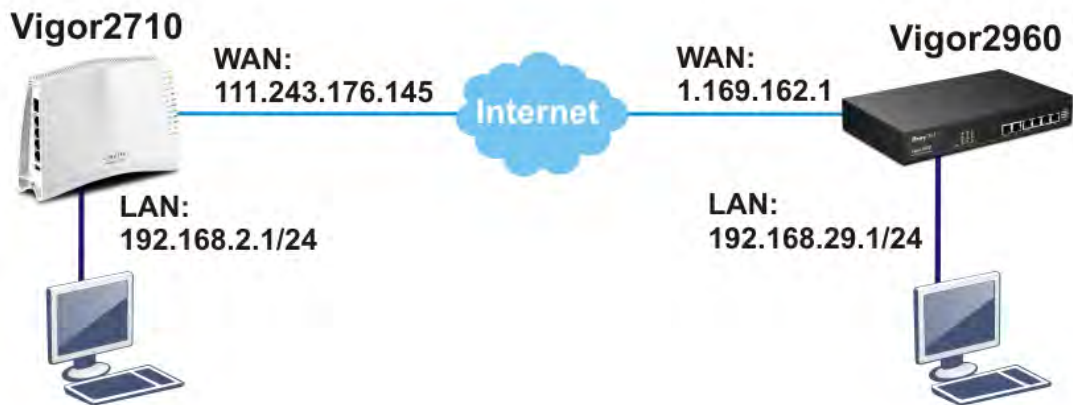 Vigor2710
WAN:
111.243.176.145
Internet
WAN:
1.169.162.1
Vigor2960
LAN:
192.168.2.1/24
LAN:
192.168.29.1/24